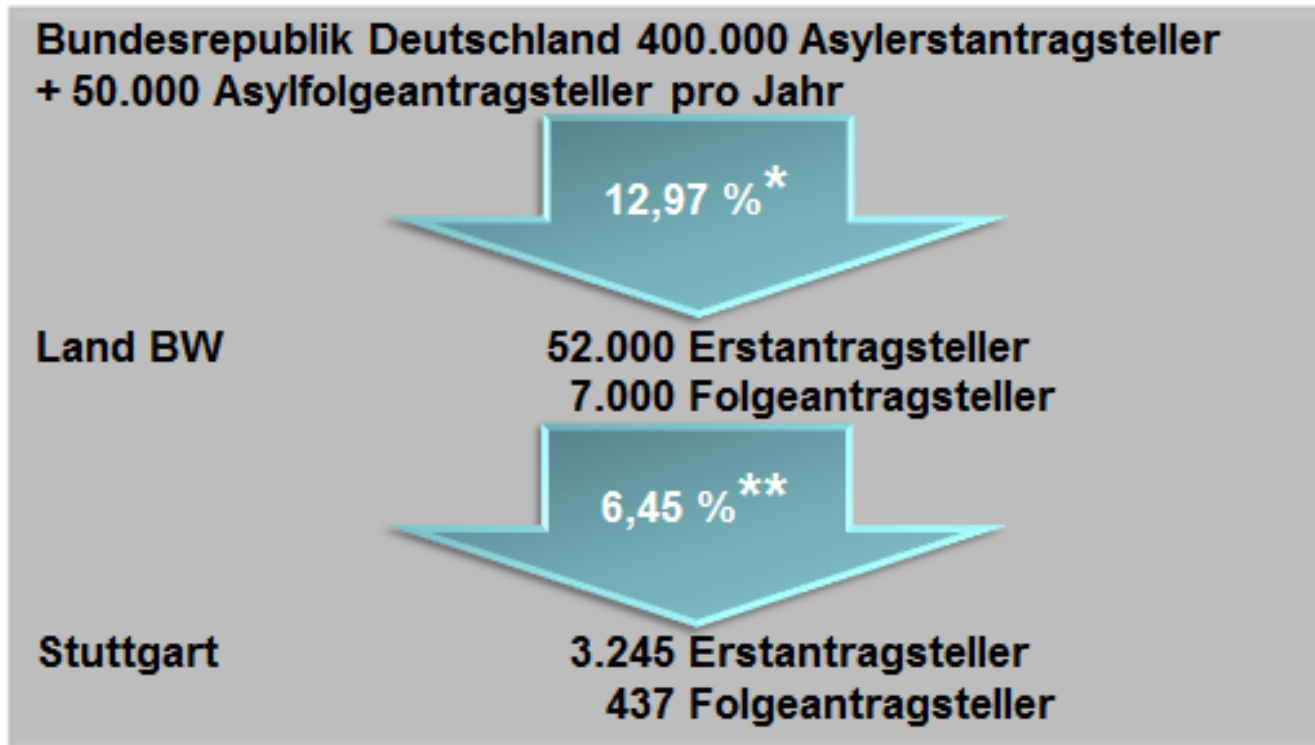 Bundesrepublik Deutschland 400.000 Asylerstantragsteller
+ 50.000 Asylfolgeantragsteller pro Jahr
12,97 %*
Land BW 52.000 Erstantragsteller
7.000 Folgeantragsteller
6,45 %**
Stuttgart 3.245 Erstantragsteller
437 Folgeantragsteller